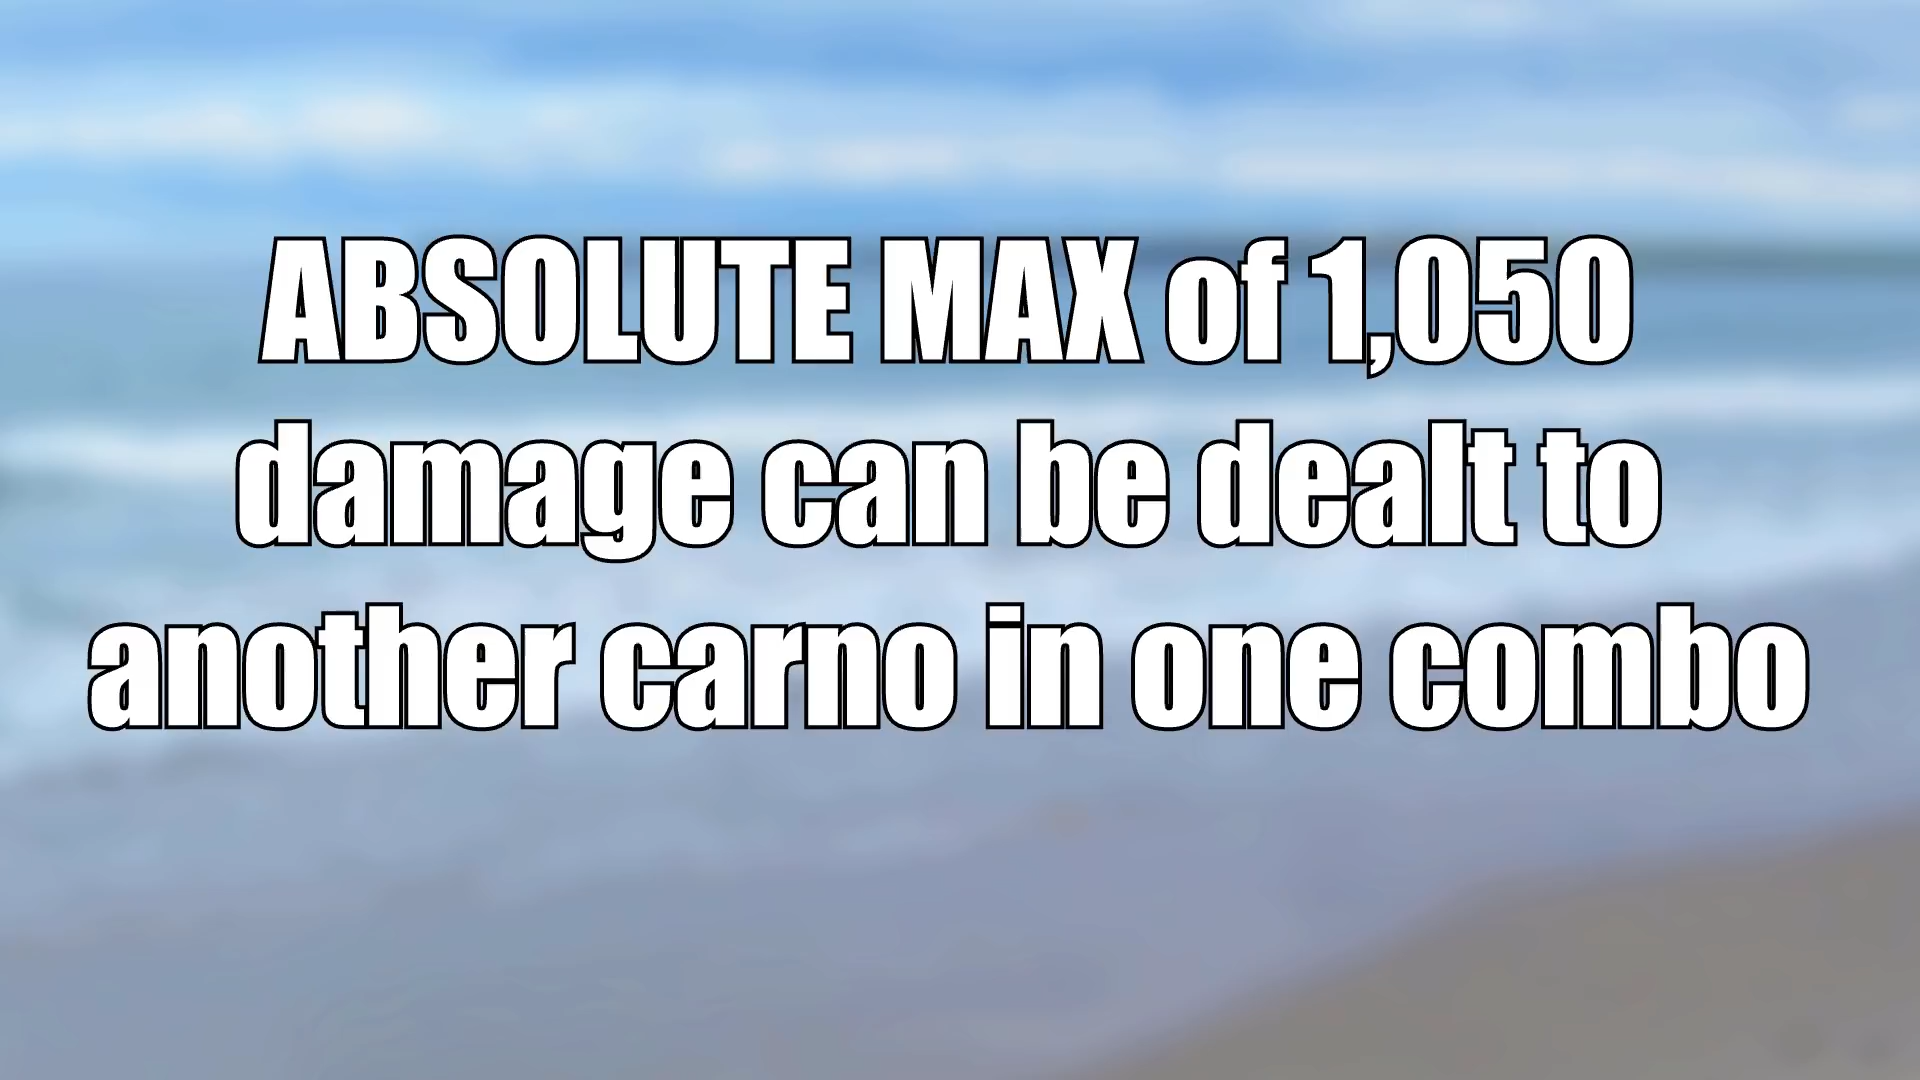 ABSOLUTE MAX of 1,050
damage can be dealt to
another carno in one combo